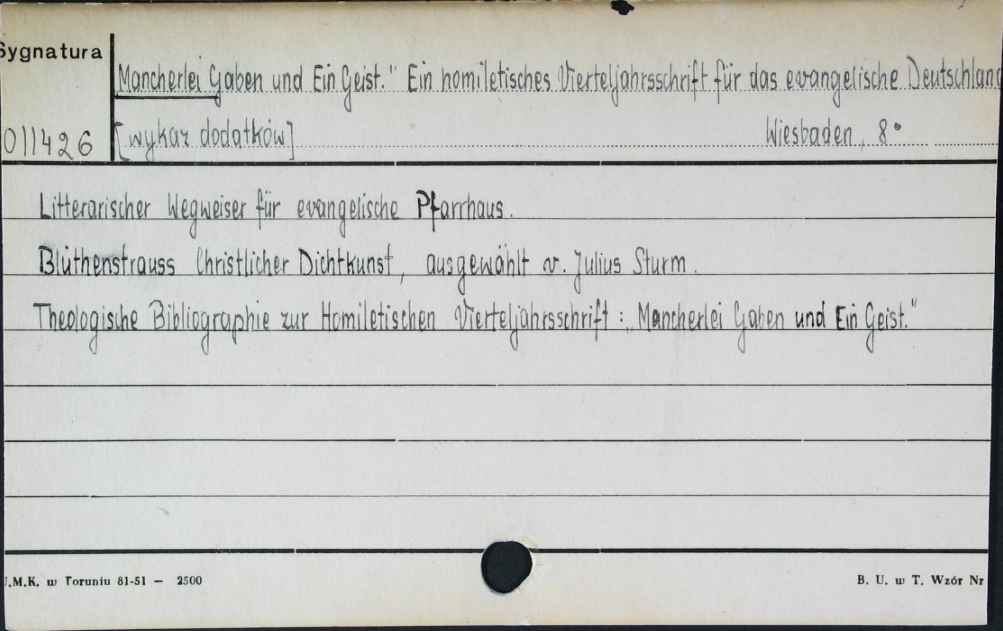 Sygnatura
Mancherlei Gaben und Ein Geist." Ein homiletisches Vierteljahrsschrift für das evangelische Deutschland
011426 [wykaz dodatków] Wiesbaden, 8°
Litterarischer Wegweiser für evangelische Pfarrhaus.
Blüthenstrauss Christlicher Dichtkunst, ausgewählt v. Julius Sturm.
Theologische Bibliographie zur Homiletischen Vierteljahrsschrift: „Mancherlei Gaben und Ein Geist."
U.M.K. w Toruniu 81-51 — 2500 B. U. w T. Wzór Nr